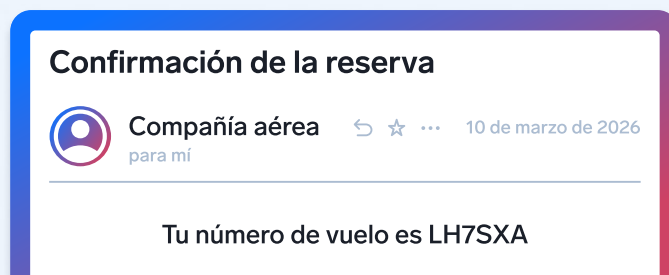 Confirmación de la reserva
Compañía aérea
10 de marzo de 2026
para mí
Tu número de vuelo es LH7SXA